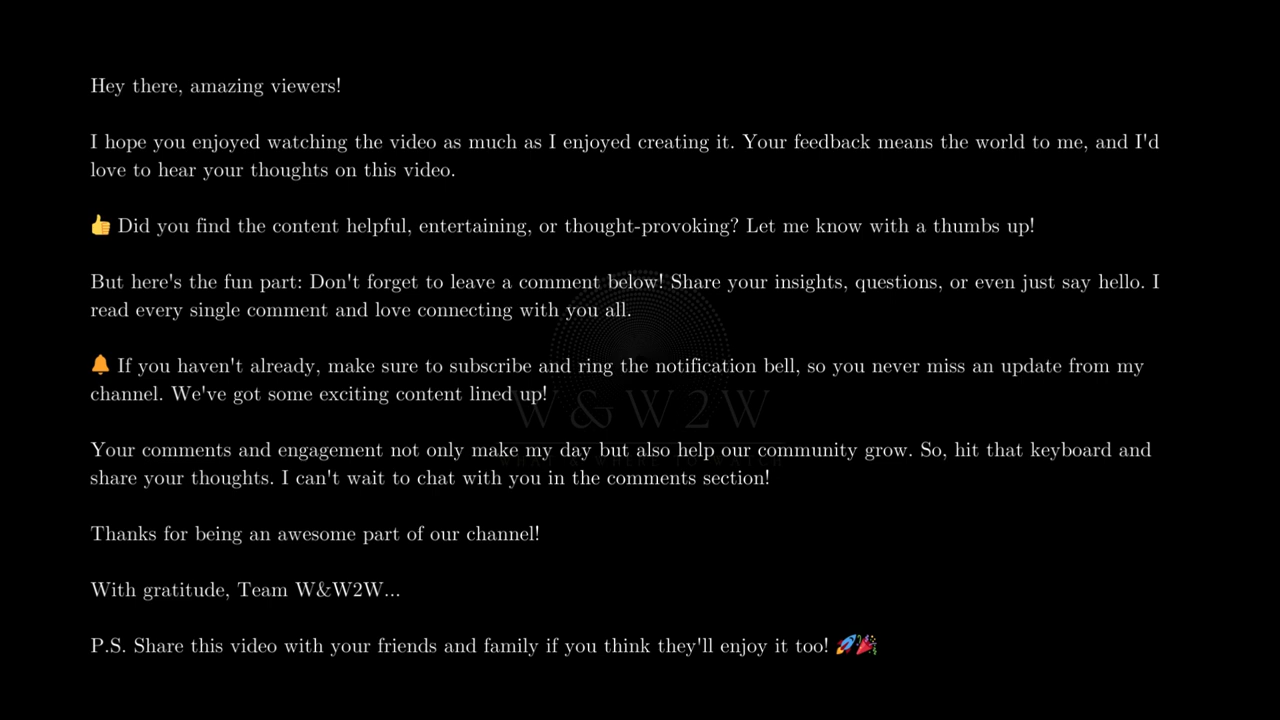 Hey there, amazing viewers!
I hope you enjoyed watching the video as much as I enjoyed creating it. Your feedback means the world to me, and I'd
love to hear your thoughts on this video.
👍 Did you find the content helpful, entertaining, or thought-provoking? Let me know with a thumbs up!
But here's the fun part: Don't forget to leave a comment below! Share your insights, questions, or even just say hello. I
read every single comment and love connecting with you all.
🔔 If you haven't already, make sure to subscribe and ring the notification bell, so you never miss an update from my
channel. We've got some exciting content lined up!
W&W2W
Your comments and engagement not only make my day but also help our community grow. So, hit that keyboard and
share your thoughts. I can't wait to chat with you in the comments section!
Thanks for being an awesome part of our channel!
With gratitude, Team W&W2W...
P.S. Share this video with your friends and family if you think they'll enjoy it too! 🚀🎉